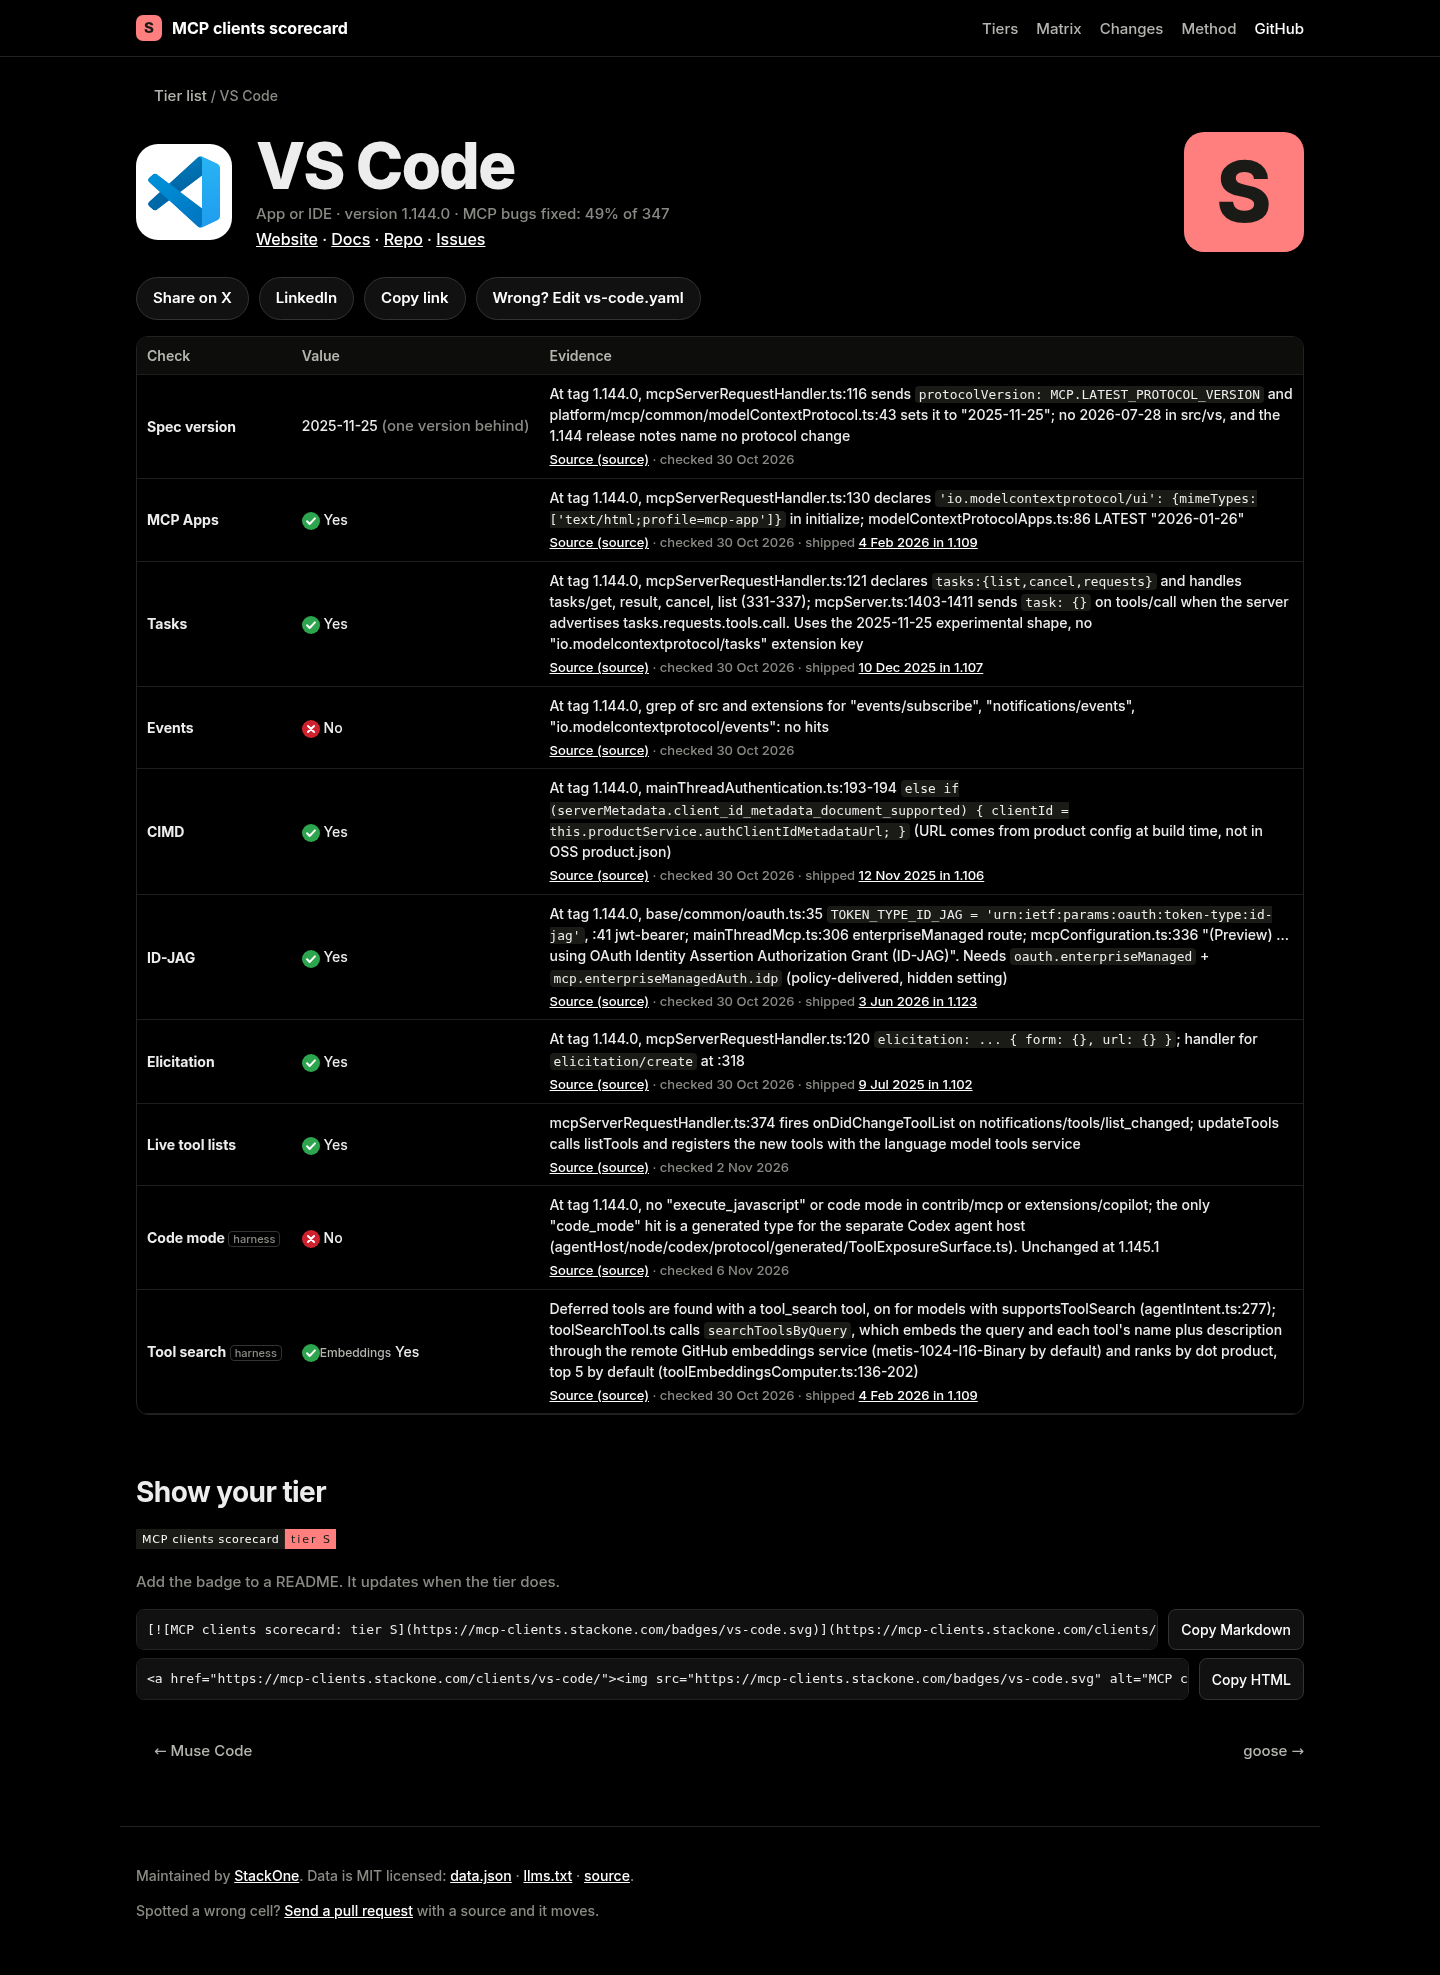 S MCP clients scorecard
Tiers Matrix Changes Method GitHub
Tier list / VS Code
VS Code
App or IDE · version 1.144.0 · MCP bugs fixed: 49% of 347
Website · Docs · Repo · Issues
S
Share on X LinkedIn Copy link Wrong? Edit vs-code.yaml
Check Value Evidence
Spec version
2025-11-25 (one version behind)
At tag 1.144.0, mcpServerRequestHandler.ts:116 sends protocolVersion: MCP.LATEST_PROTOCOL_VERSION and
platform/mcp/common/modelContextProtocol.ts:43 sets it to "2025-11-25"; no 2026-07-28 in src/vs, and the
1.144 release notes name no protocol change
Source (source) · checked 30 Oct 2026
MCP Apps
Yes
At tag 1.144.0, mcpServerRequestHandler.ts:130 declares 'io.modelcontextprotocol/ui': {mimeTypes:
['text/html;profile=mcp-app']} in initialize; modelContextProtocolApps.ts:86 LATEST "2026-01-26"
Source (source) · checked 30 Oct 2026 · shipped 4 Feb 2026 in 1.109
Tasks
Yes
At tag 1.144.0, mcpServerRequestHandler.ts:121 declares tasks:{list,cancel,requests} and handles
tasks/get, result, cancel, list (331-337); mcpServer.ts:1403-1411 sends task: {} on tools/call when the server
advertises tasks.requests.tools.call. Uses the 2025-11-25 experimental shape, no
"io.modelcontextprotocol/tasks" extension key
Source (source) · checked 30 Oct 2026 · shipped 10 Dec 2025 in 1.107
Events
No
At tag 1.144.0, grep of src and extensions for "events/subscribe", "notifications/events",
"io.modelcontextprotocol/events": no hits
Source (source) · checked 30 Oct 2026
CIMD
Yes
At tag 1.144.0, mainThreadAuthentication.ts:193-194 else if
(serverMetadata.client_id_metadata_document_supported) { clientId =
this.productService.authClientIdMetadataUrl; } (URL comes from product config at build time, not in
OSS product.json)
Source (source) · checked 30 Oct 2026 · shipped 12 Nov 2025 in 1.106
ID-JAG
Yes
At tag 1.144.0, base/common/oauth.ts:35 TOKEN_TYPE_ID_JAG = 'urn:ietf:params:oauth:token-type:id-
jag', :41 jwt-bearer; mainThreadMcp.ts:306 enterpriseManaged route; mcpConfiguration.ts:336 "(Preview) ...
using OAuth Identity Assertion Authorization Grant (ID-JAG)". Needs oauth.enterpriseManaged +
mcp.enterpriseManagedAuth.idp (policy-delivered, hidden setting)
Source (source) · checked 30 Oct 2026 · shipped 3 Jun 2026 in 1.123
Elicitation
Yes
At tag 1.144.0, mcpServerRequestHandler.ts:120 elicitation: ... { form: {}, url: {} }; handler for
elicitation/create at :318
Source (source) · checked 30 Oct 2026 · shipped 9 Jul 2025 in 1.102
Live tool lists
Yes
mcpServerRequestHandler.ts:374 fires onDidChangeToolList on notifications/tools/list_changed; updateTools
calls listTools and registers the new tools with the language model tools service
Source (source) · checked 2 Nov 2026
Code mode harness
No
At tag 1.144.0, no "execute_javascript" or code mode in contrib/mcp or extensions/copilot; the only
"code_mode" hit is a generated type for the separate Codex agent host
(agentHost/node/codex/protocol/generated/ToolExposureSurface.ts). Unchanged at 1.145.1
Source (source) · checked 6 Nov 2026
Tool search harness
Embeddings Yes
Deferred tools are found with a tool_search tool, on for models with supportsToolSearch (agentIntent.ts:277);
toolSearchTool.ts calls searchToolsByQuery, which embeds the query and each tool's name plus description
through the remote GitHub embeddings service (metis-1024-I16-Binary by default) and ranks by dot product,
top 5 by default (toolEmbeddingsComputer.ts:136-202)
Source (source) · checked 30 Oct 2026 · shipped 4 Feb 2026 in 1.109
Show your tier
MCP clients scorecard tier S
Add the badge to a README. It updates when the tier does.
[![MCP clients scorecard: tier S](https://mcp-clients.stackone.com/badges/vs-code.svg)](https://mcp-clients.stackone.com/clients/
Copy Markdown
<a href="https://mcp-clients.stackone.com/clients/vs-code/"><img src="https://mcp-clients.stackone.com/badges/vs-code.svg" alt="MCP c
Copy HTML
← Muse Code
goose →
Maintained by StackOne. Data is MIT licensed: data.json · llms.txt · source.
Spotted a wrong cell? Send a pull request with a source and it moves.